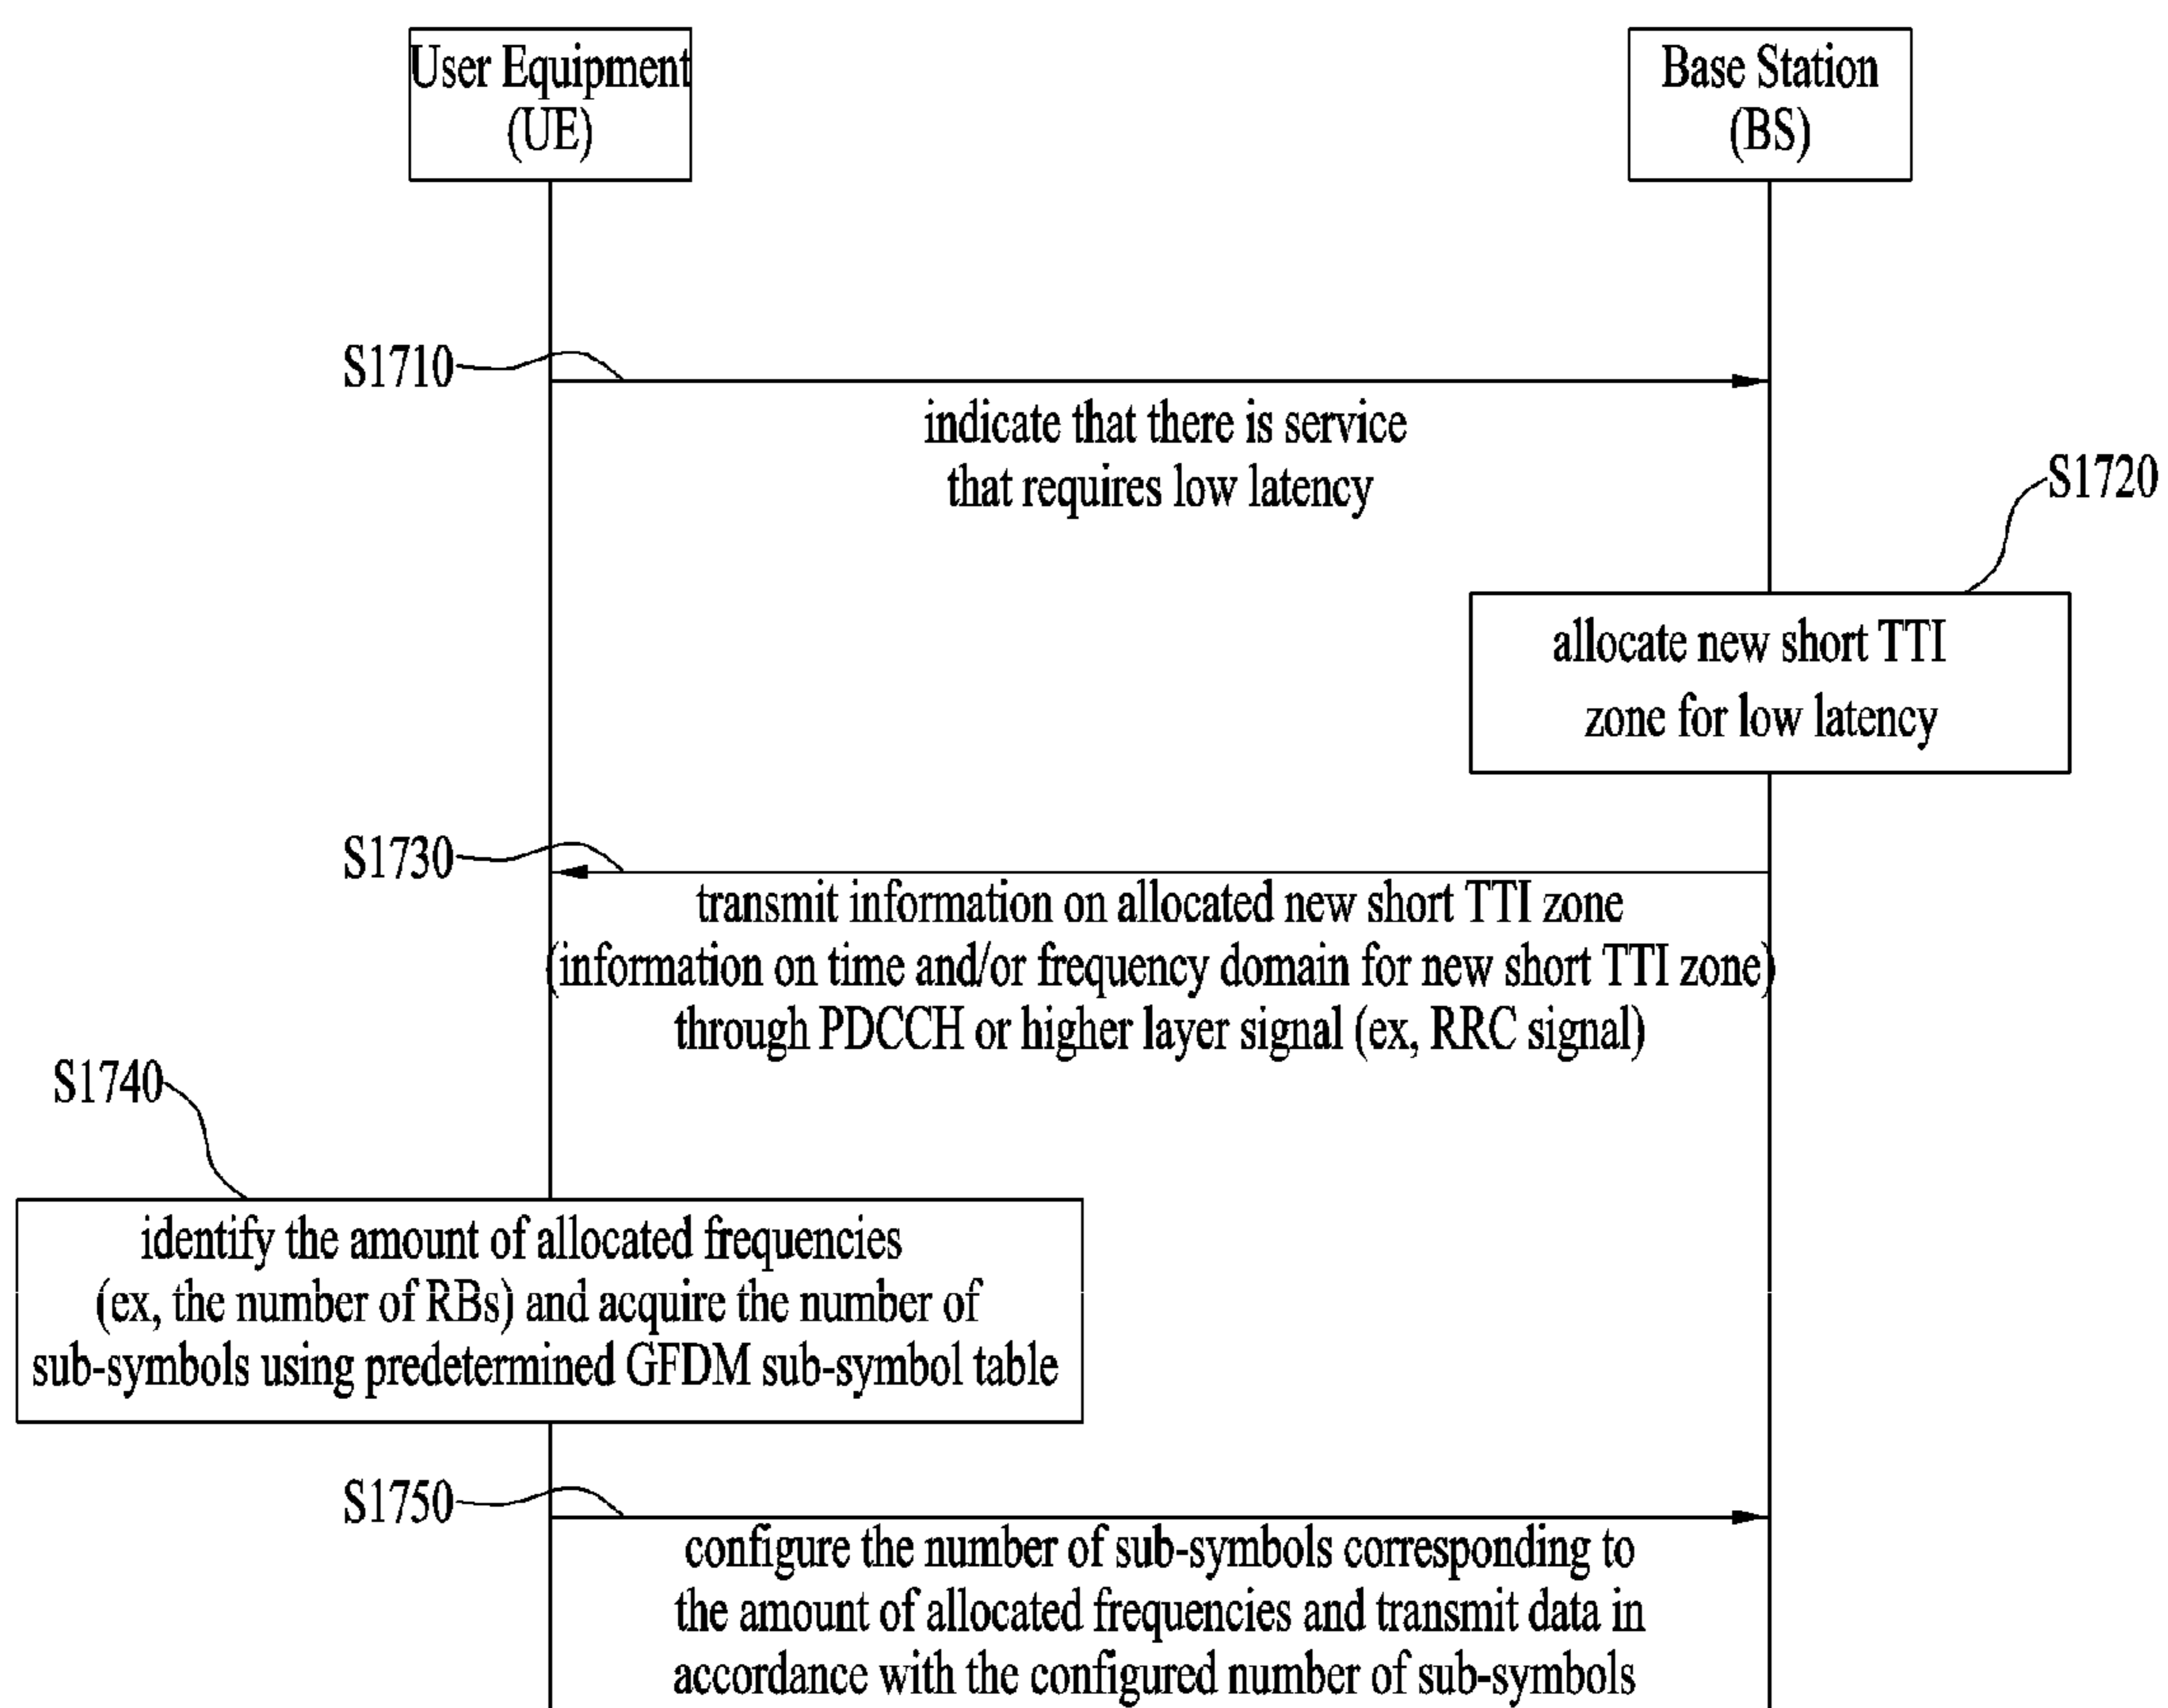 User Equipment
(UE)
Base Station
(BS)
S1710
indicate that there is service
that requires low latency
S1720
allocate new short TTI
zone for low latency
S1730
transmit information on allocated new short TTI zone
(information on time and/or frequency domain for new short TTI zone)
through PDCCH or higher layer signal (ex, RRC signal)
S1740
identify the amount of allocated frequencies
(ex, the number of RBs) and acquire the number of
sub-symbols using predetermined GFDM sub-symbol table
S1750
configure the number of sub-symbols corresponding to
the amount of allocated frequencies and transmit data in
accordance with the configured number of sub-symbols